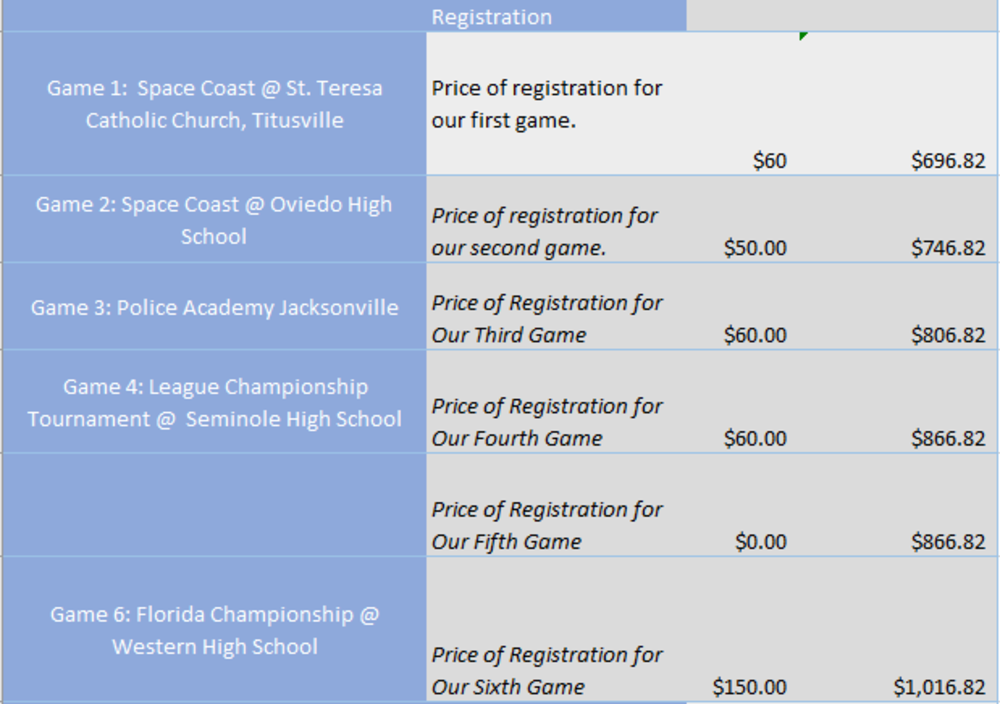 Registration
Game 1:  Space Coast @ St. Teresa
Catholic Church, Titusville
Price of registration for
our first game.
$60
$696.82
Game 2: Space Coast @ Oviedo High
School
Price of registration for
our second game.
$50.00
$746.82
Game 3: Police Academy Jacksonville
Price of Registration for
Our Third Game
$60.00
$806.82
Game 4: League Championship
Tournament @  Seminole High School
Price of Registration for
Our Fourth Game
$60.00
$866.82
Price of Registration for
Our Fifth Game
$0.00
$866.82
Game 6: Florida Championship @
Western High School
Price of Registration for
Our Sixth Game
$150.00
$1,016.82